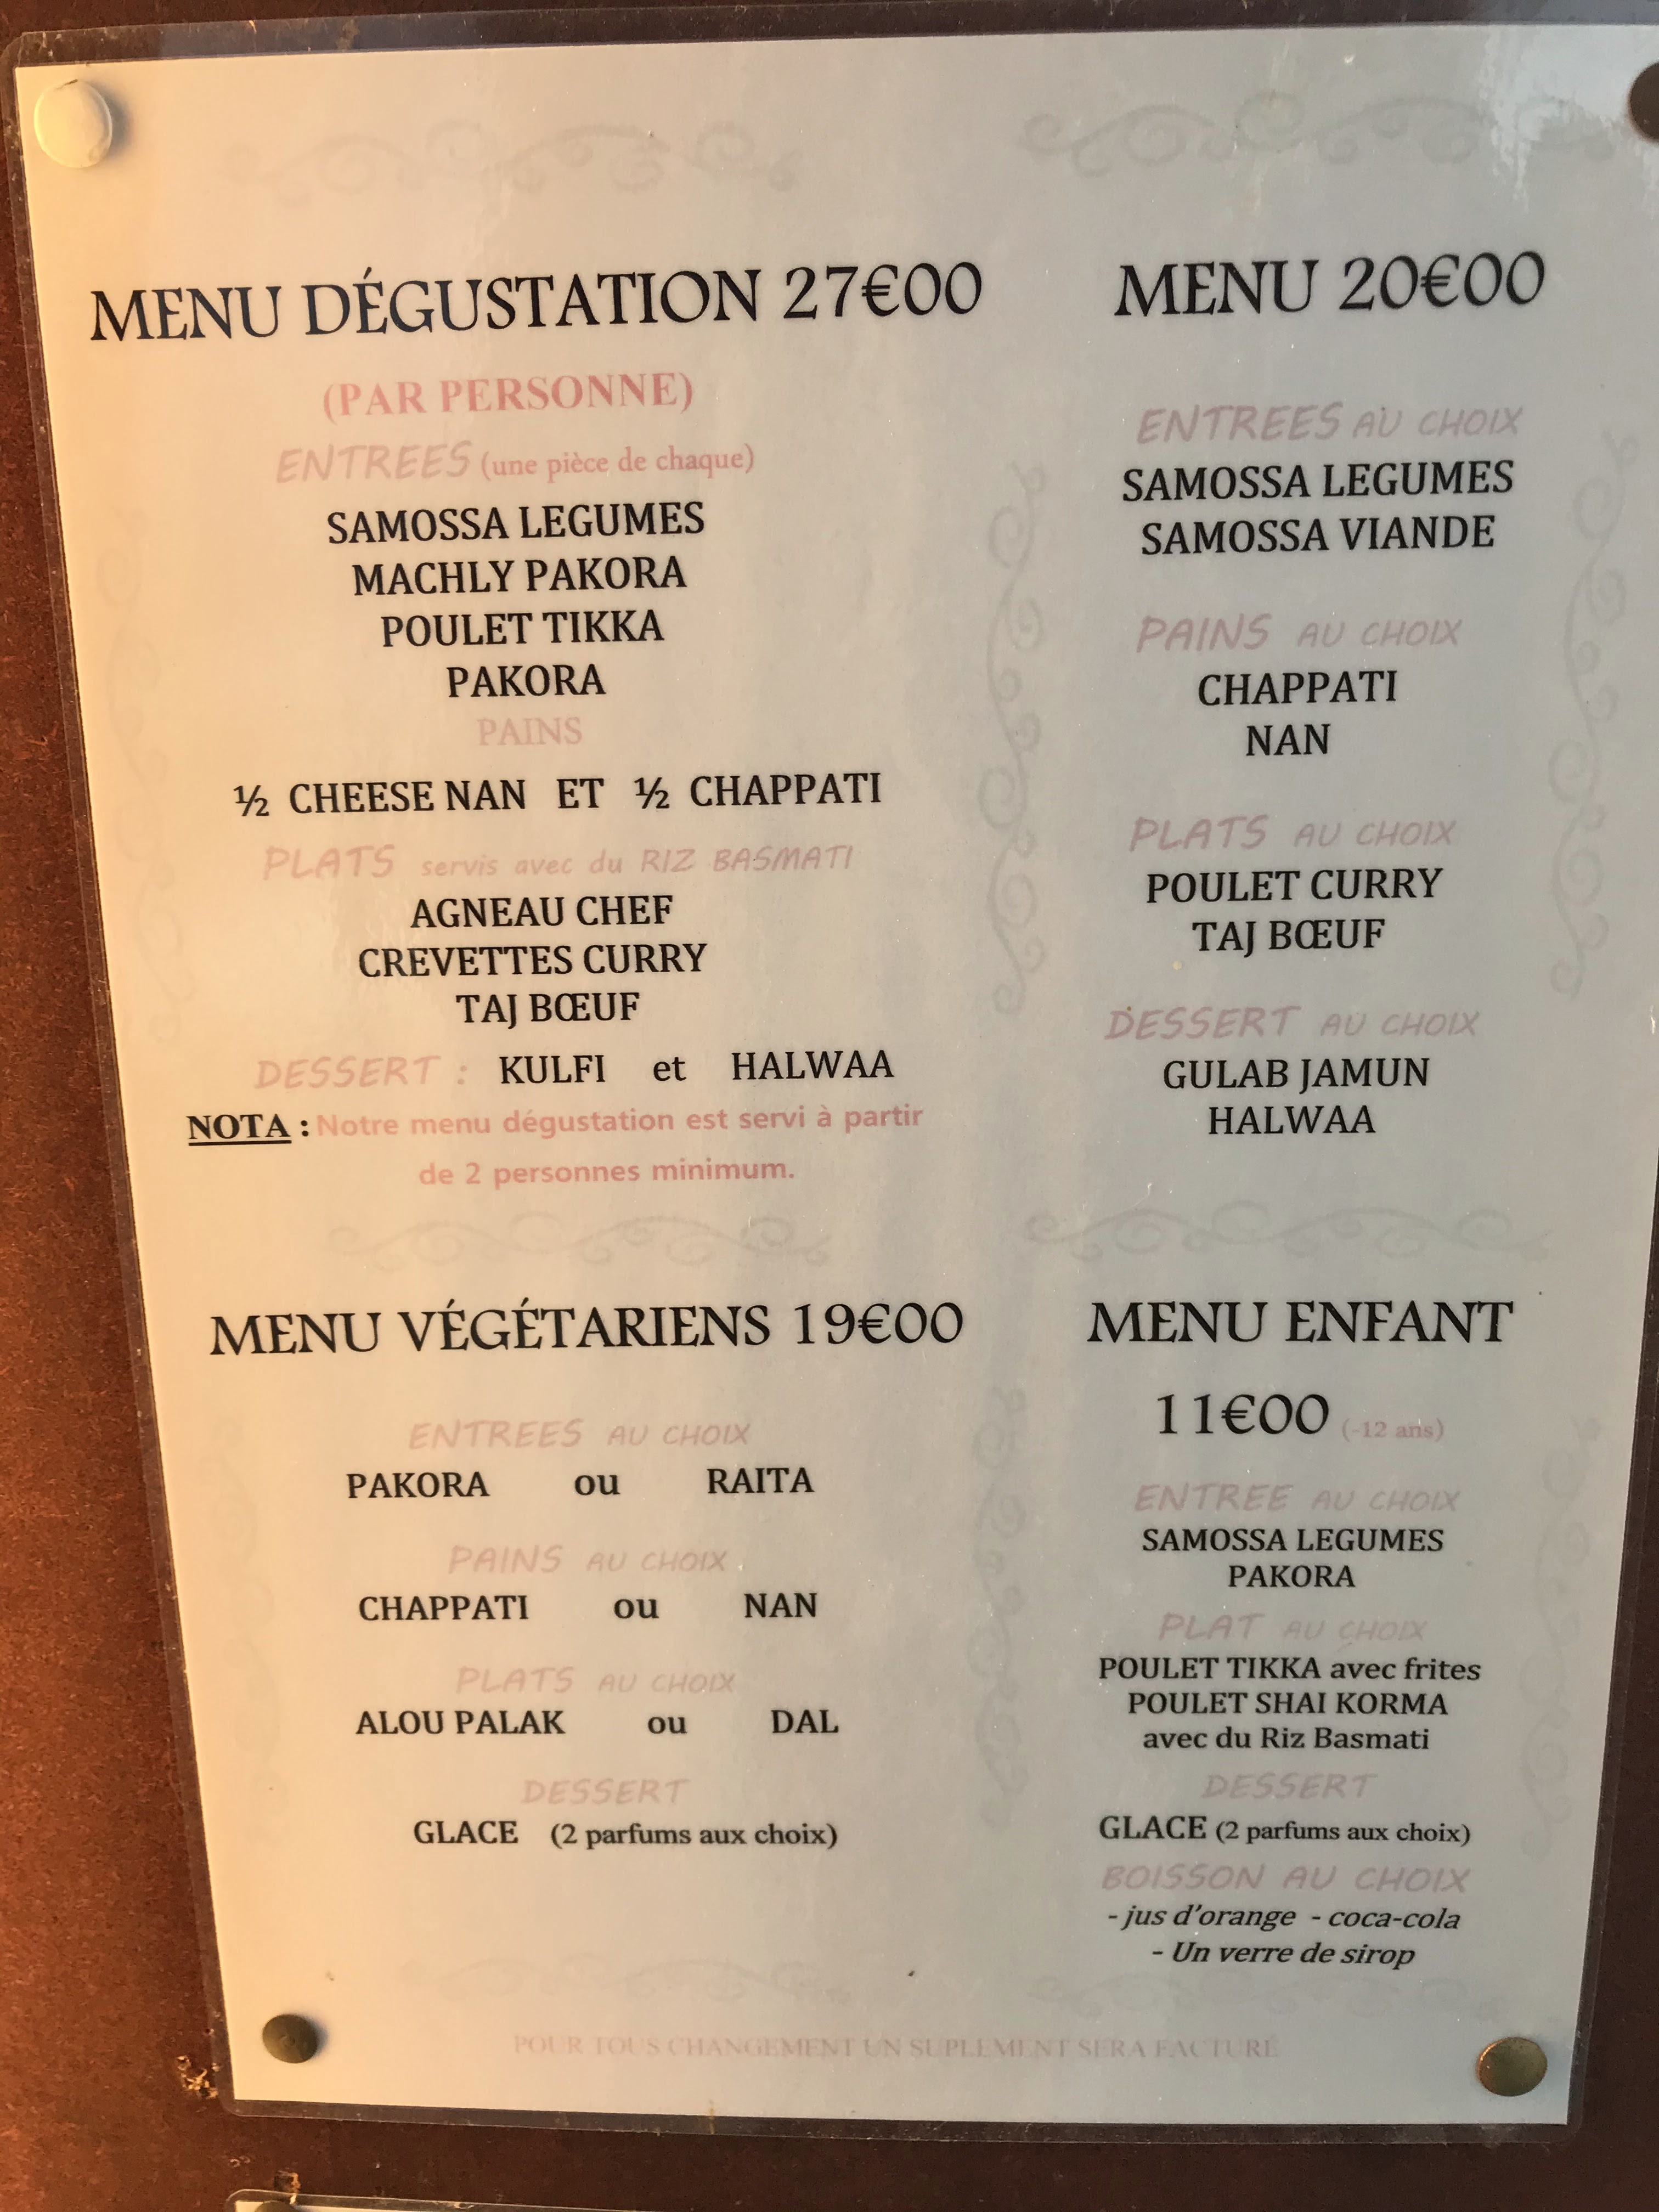 MENU DÉGUSTATION 27€00
(PAR PERSONNE)
ENTREES (une pièce de chaque)
SAMOSSA LEGUMES
MACHLY PAKORA
POULET TIKKA
PAKORA
PAINS
½ CHEESE NAN ET ½ CHAPPATI
PLATS servis avec du RIZ BASMATI
AGNEAU CHEF
CREVETTES CURRY
TAJ BŒUF
DESSERT : KULFI et HALWAA
NOTA : Notre menu dégustation est servi à partir
de 2 personnes minimum.
MENU 20€00
ENTREES AU CHOIX
SAMOSSA LEGUMES
SAMOSSA VIANDE
PAINS AU CHOIX
CHAPPATI
NAN
PLATS AU CHOIX
POULET CURRY
TAJ BŒUF
DESSERT AU CHOIX
GULAB JAMUN
HALWAA
MENU VÉGÉTARIENS 19€00
ENTREES AU CHOIX
PAKORA ou RAITA
PAINS AU CHOIX
CHAPPATI ou NAN
PLATS AU CHOIX
ALOU PALAK ou DAL
DESSERT
GLACE (2 parfums aux choix)
MENU ENFANT
11€00 (-12 ans)
ENTREE AU CHOIX
SAMOSSA LEGUMES
PAKORA
PLAT AU CHOIX
POULET TIKKA avec frites
POULET SHAI KORMA
avec du Riz Basmati
DESSERT
GLACE (2 parfums aux choix)
BOISSON AU CHOIX
- jus d'orange - coca-cola
- Un verre de sirop
POUR TOUS CHANGEMENT UN SUPLEMENT SERA FACTURÉ